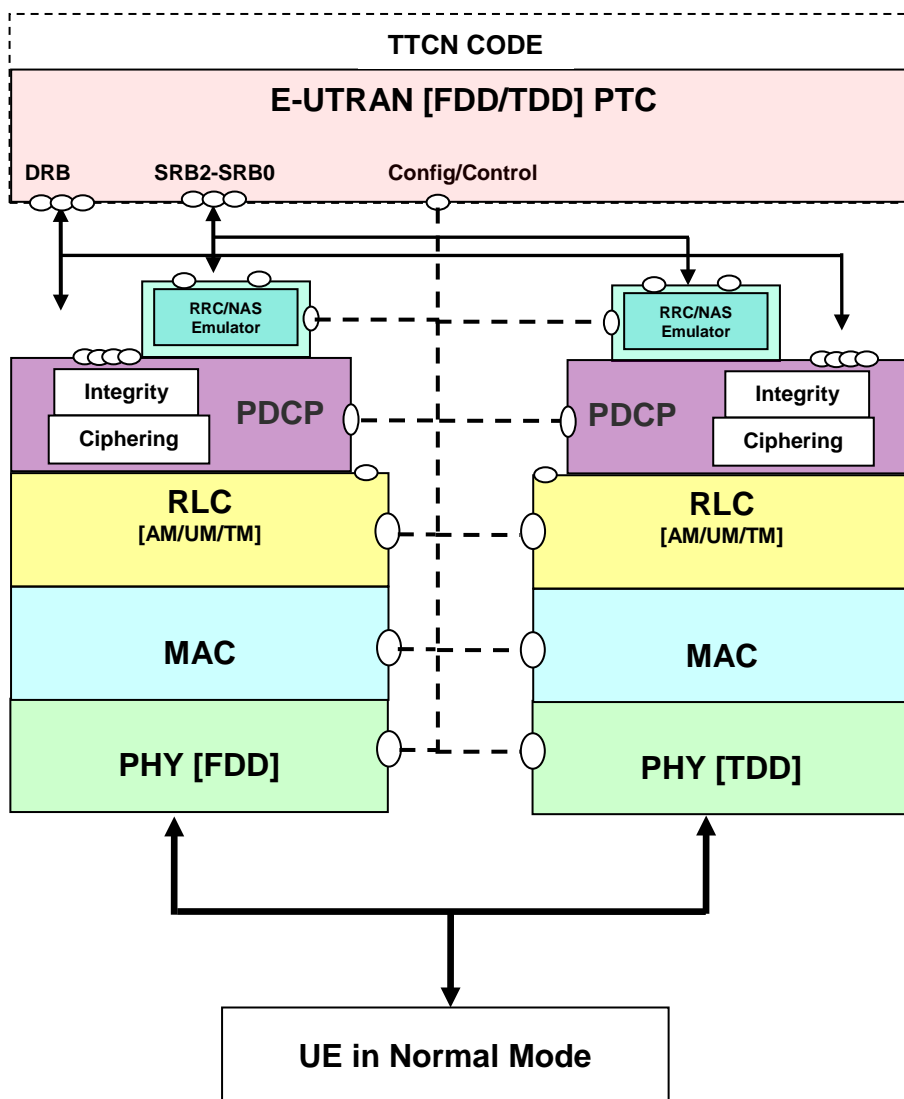 TTCN CODE
E-UTRAN [FDD/TDD] PTC
DRB
SRB2-SRB0
Config/Control
RRC/NAS
Emulator
RRC/NAS
Emulator
Integrity
Ciphering
PDCP
PDCP
Integrity
Ciphering
RLC
[AM/UM/TM]
RLC
[AM/UM/TM]
MAC
MAC
PHY [FDD]
PHY [TDD]
UE in Normal Mode